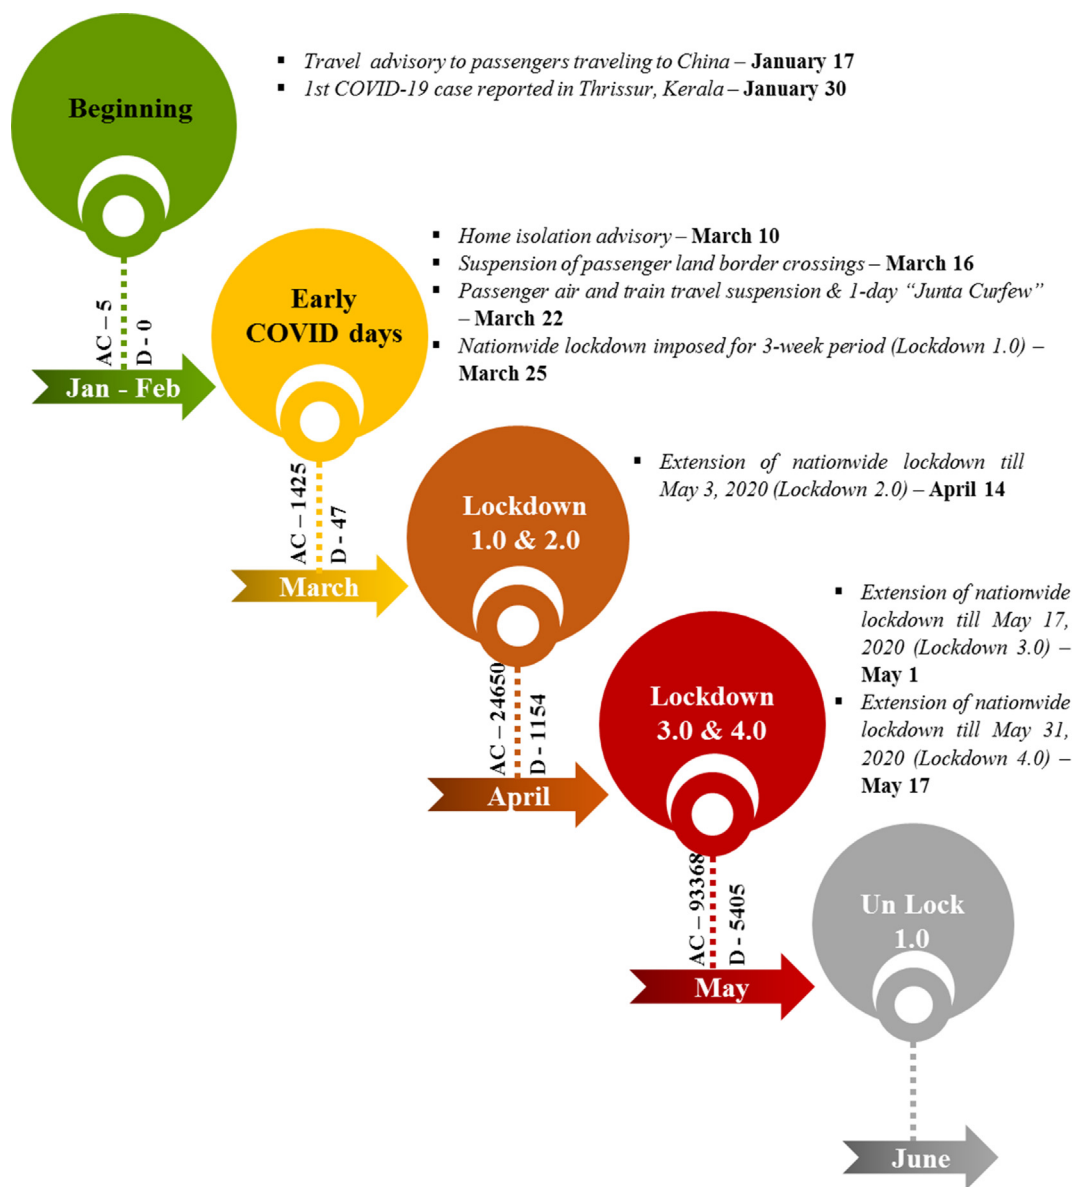 Beginning
▪ Travel advisory to passengers traveling to China – January 17
▪ 1st COVID-19 case reported in Thrissur, Kerala – January 30
AC – 5
D - 0
Jan - Feb
Early
COVID days
▪ Home isolation advisory – March 10
▪ Suspension of passenger land border crossings – March 16
▪ Passenger air and train travel suspension & 1-day “Junta Curfew”
– March 22
▪ Nationwide lockdown imposed for 3-week period (Lockdown 1.0) –
March 25
AC – 1425
D - 47
March
Lockdown
1.0 & 2.0
▪ Extension of nationwide lockdown till
May 3, 2020 (Lockdown 2.0) – April 14
AC – 24650
D - 1154
April
Lockdown
3.0 & 4.0
▪ Extension of nationwide
lockdown till May 17,
2020 (Lockdown 3.0) –
May 1
▪ Extension of nationwide
lockdown till May 31,
2020 (Lockdown 4.0) –
May 17
AC – 93368
D - 5405
May
Un Lock
1.0
June